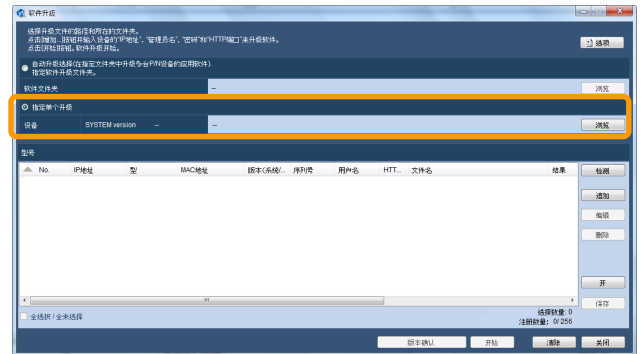 软件升级
选择升级文件的路径和所在的文件夹。
点击[增加...]按钮并输入设备的"IP地址", "管理员名", "密码"和"HTTP端口"来升级软件。
点击[开始]按钮。软件升级开始。
选项
自动升级选择(在指定文件夹中升级多台P/N设备的应用软件).
指定软件升级文件夹。
软件文件夹 -- 浏览
指定单个升级
设备 SYSTEM version -- -- 浏览
型号
No. IP地址 型 MAC地址 版本(系统/... 序列号 用户名 HTT... 文件名 结果
检测
追加
编辑
删除
开
保存
全选択 / 全未选择
选择数量: 0
注册数量: 0/ 256
版本确认 开始 清除 关闭